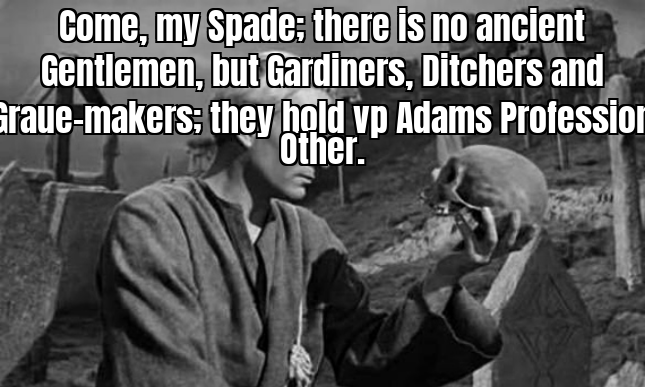 Come, my Spade; there is no ancient
Gentlemen, but Gardiners, Ditchers and
Graue-makers; they hold vp Adams Profession
Other.